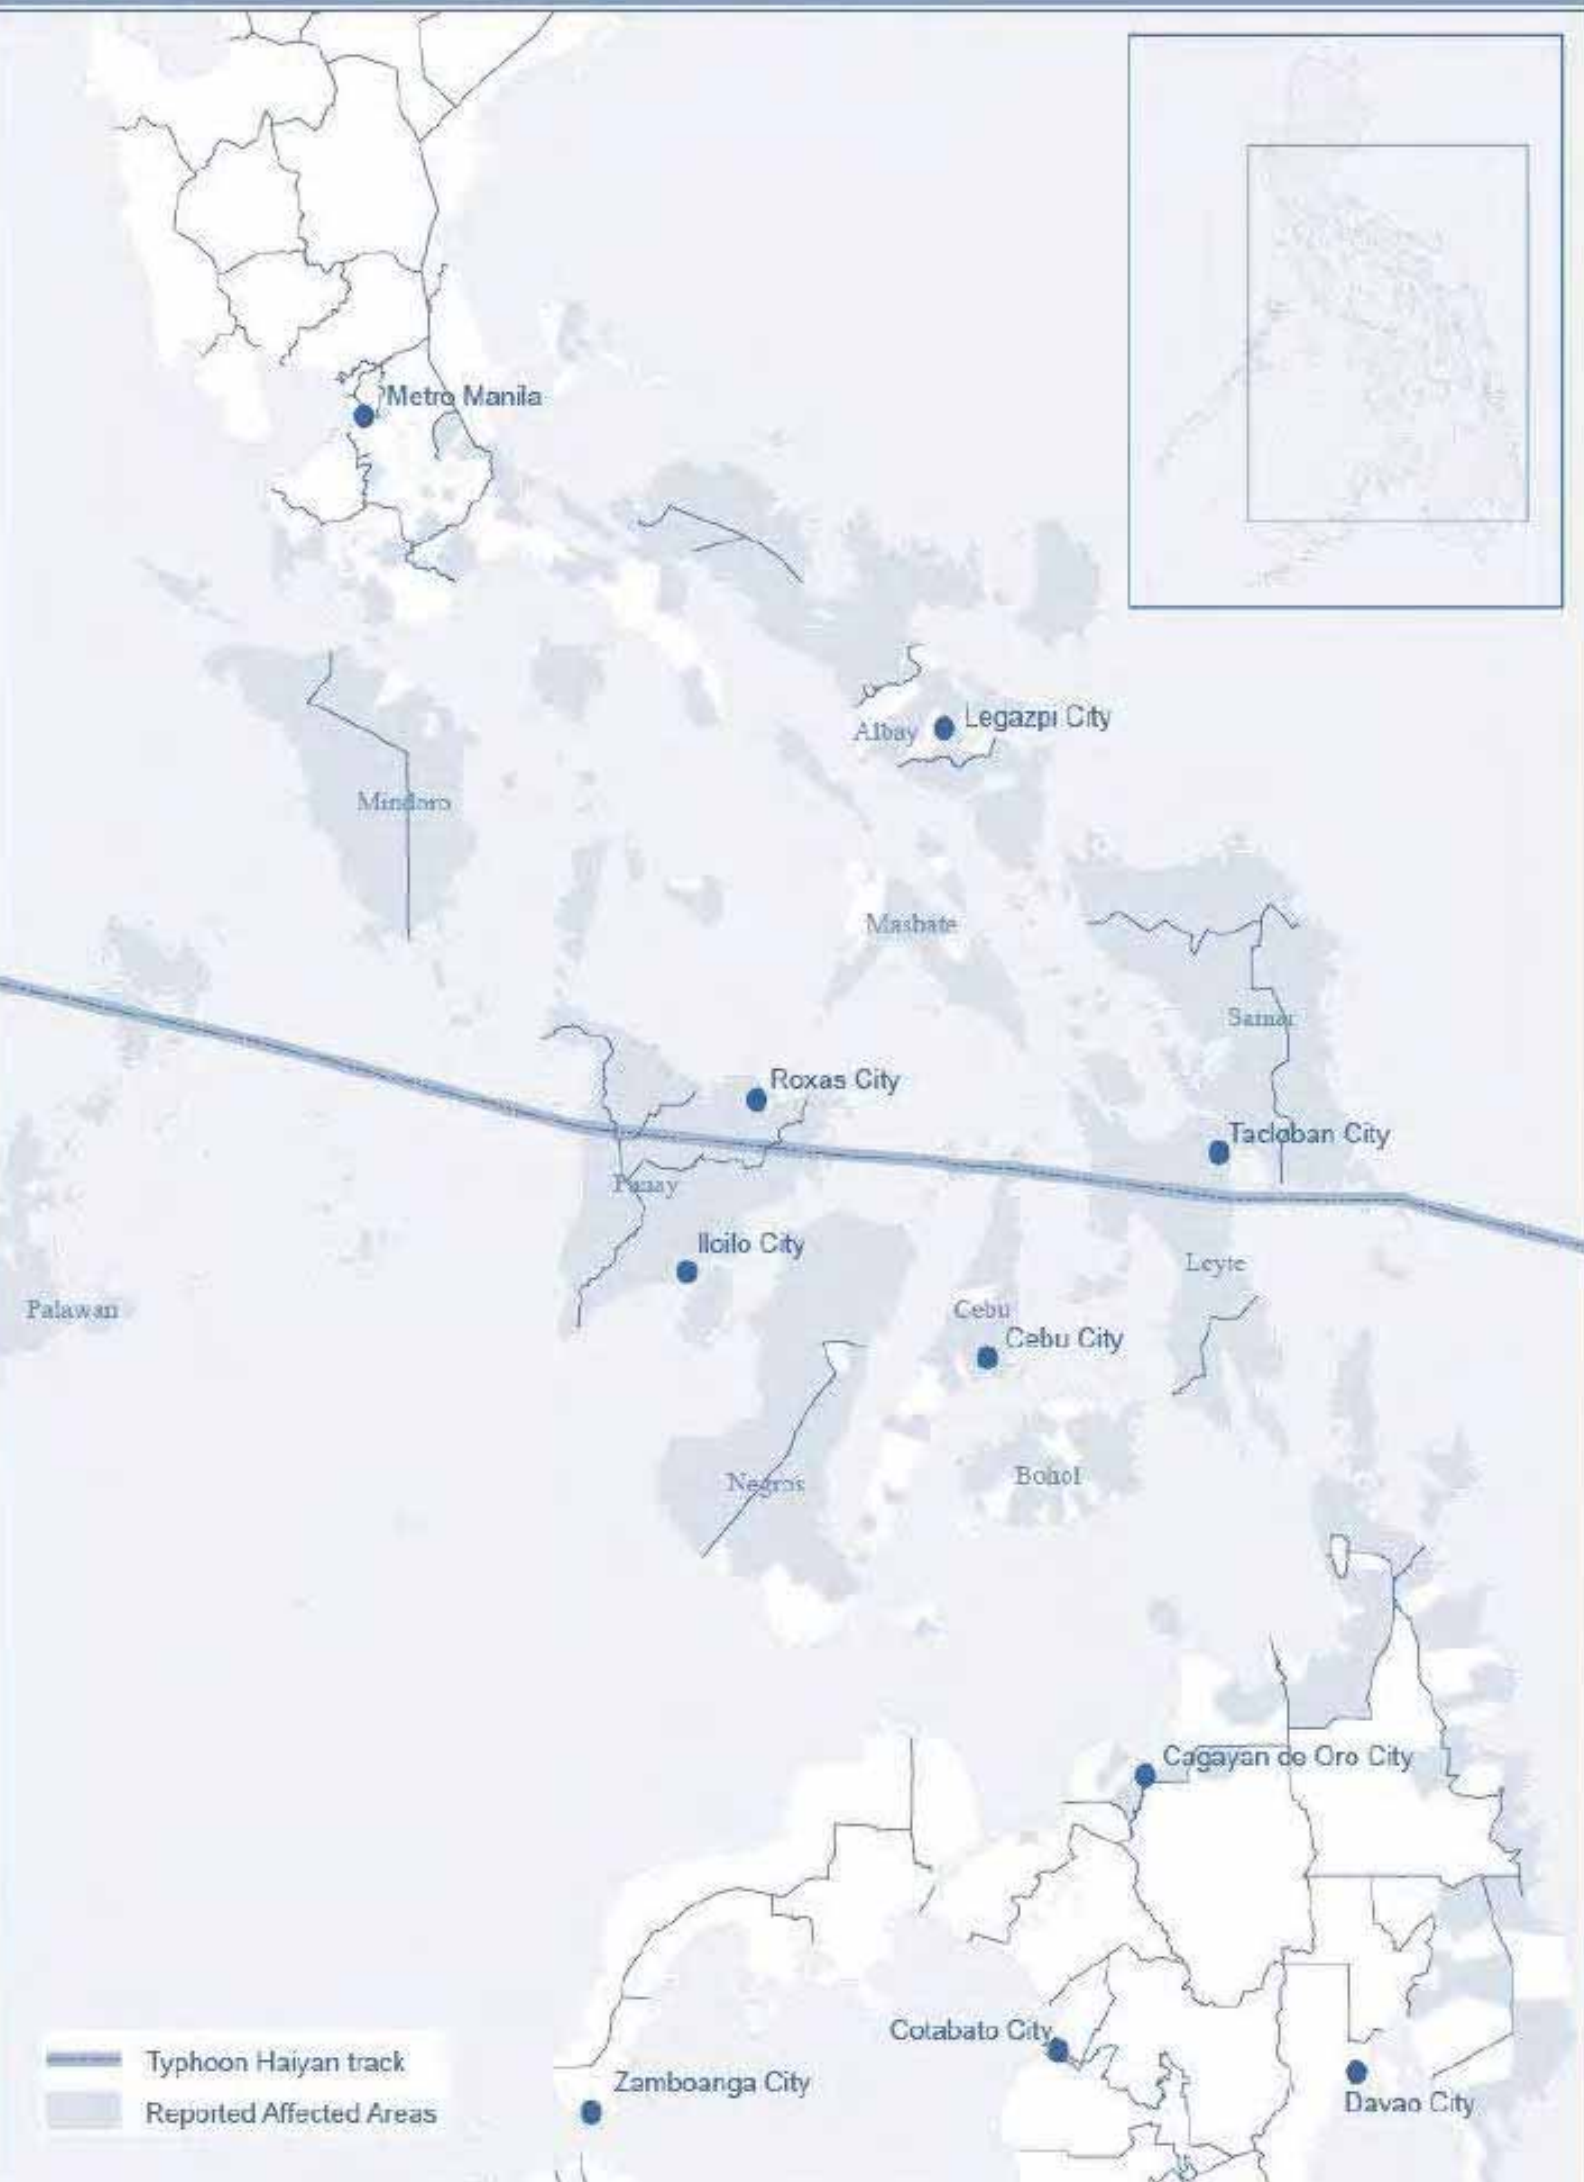 Metro Manila
Legazpi City
Albay
Mindoro
Masbate
Samar
Roxas City
Tacloban City
Panay
Iloilo City
Leyte
Palawan
Cebu
Cebu City
Negros
Bohol
Cagayan de Oro City
Cotabato City
Zamboanga City
Davao City
Typhoon Haiyan track
Reported Affected Areas